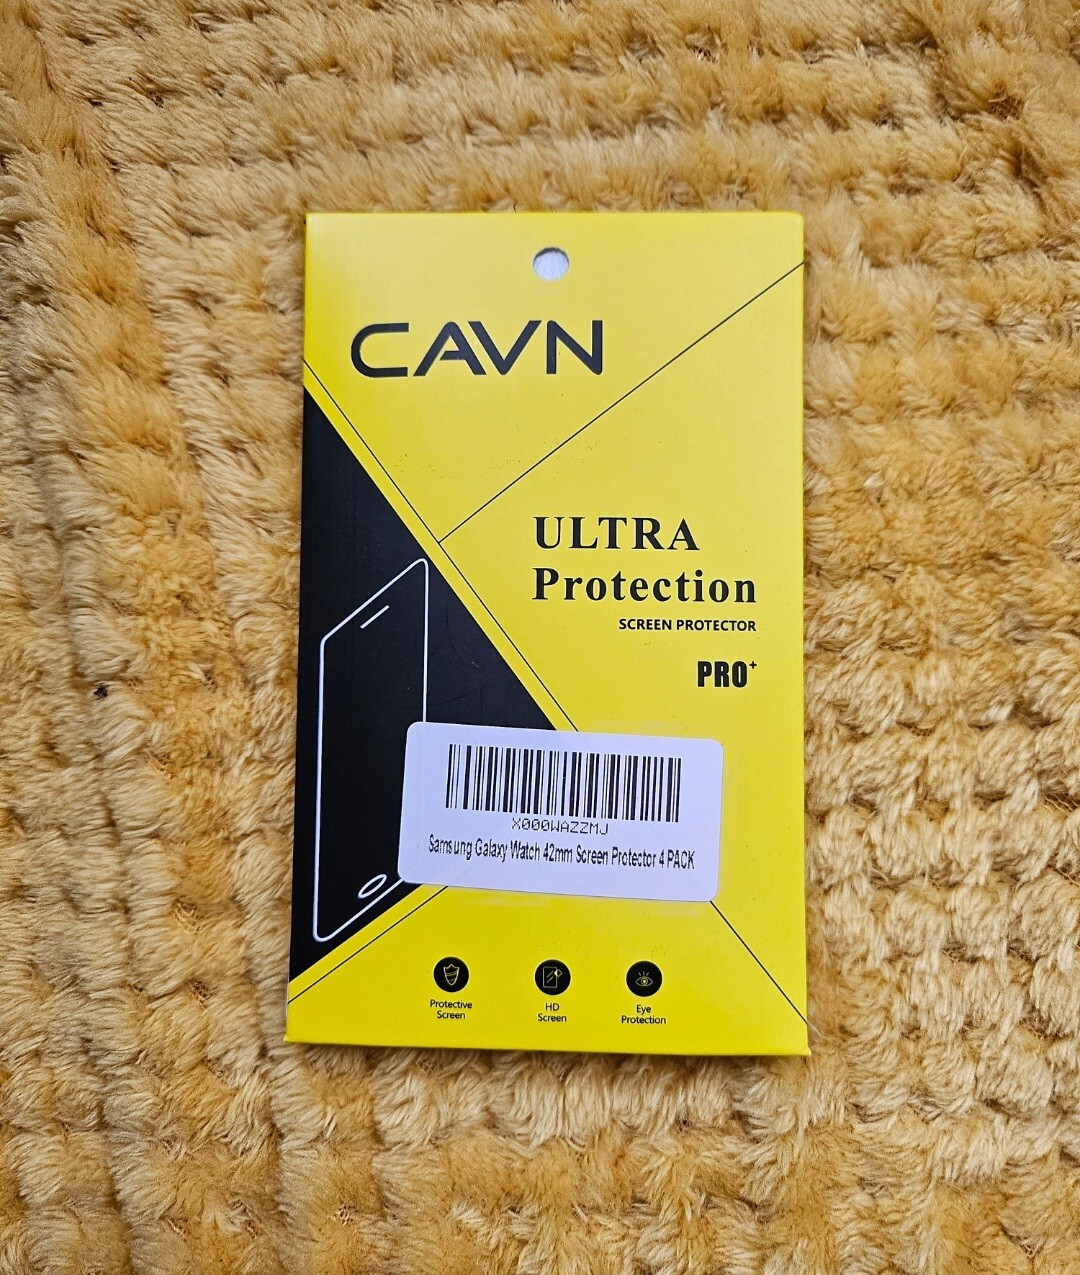 CAVN
ULTRA
Protection
SCREEN PROTECTOR
PRO+
X000WAZZMJ
Samsung Galaxy Watch 42mm Screen Protector 4 PACK
Protective
Screen
HD
Screen
Eye
Protection